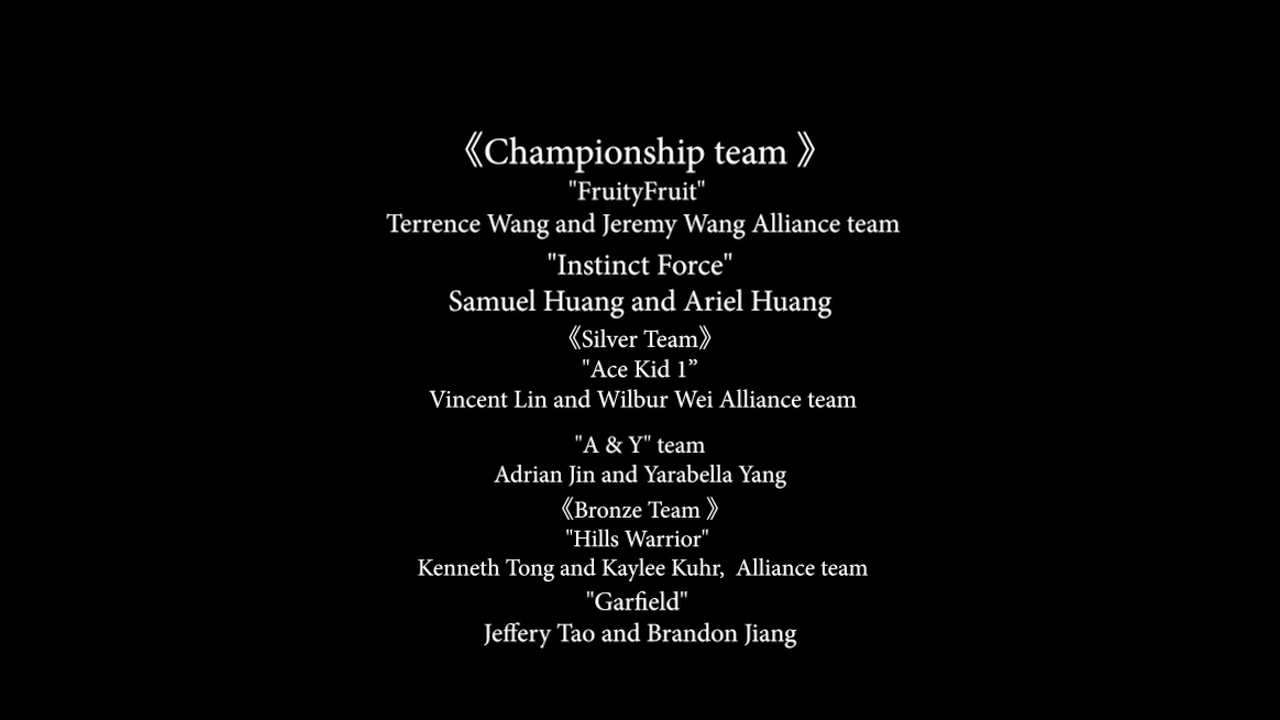 《Championship team 》
"FruityFruit"
Terrence Wang and Jeremy Wang Alliance team
"Instinct Force"
Samuel Huang and Ariel Huang
《Silver Team》
"Ace Kid 1”
Vincent Lin and Wilbur Wei Alliance team
"A & Y" team
Adrian Jin and Yarabella Yang
《Bronze Team 》
"Hills Warrior"
Kenneth Tong and Kaylee Kuhr,  Alliance team
"Garfield"
Jeffery Tao and Brandon Jiang